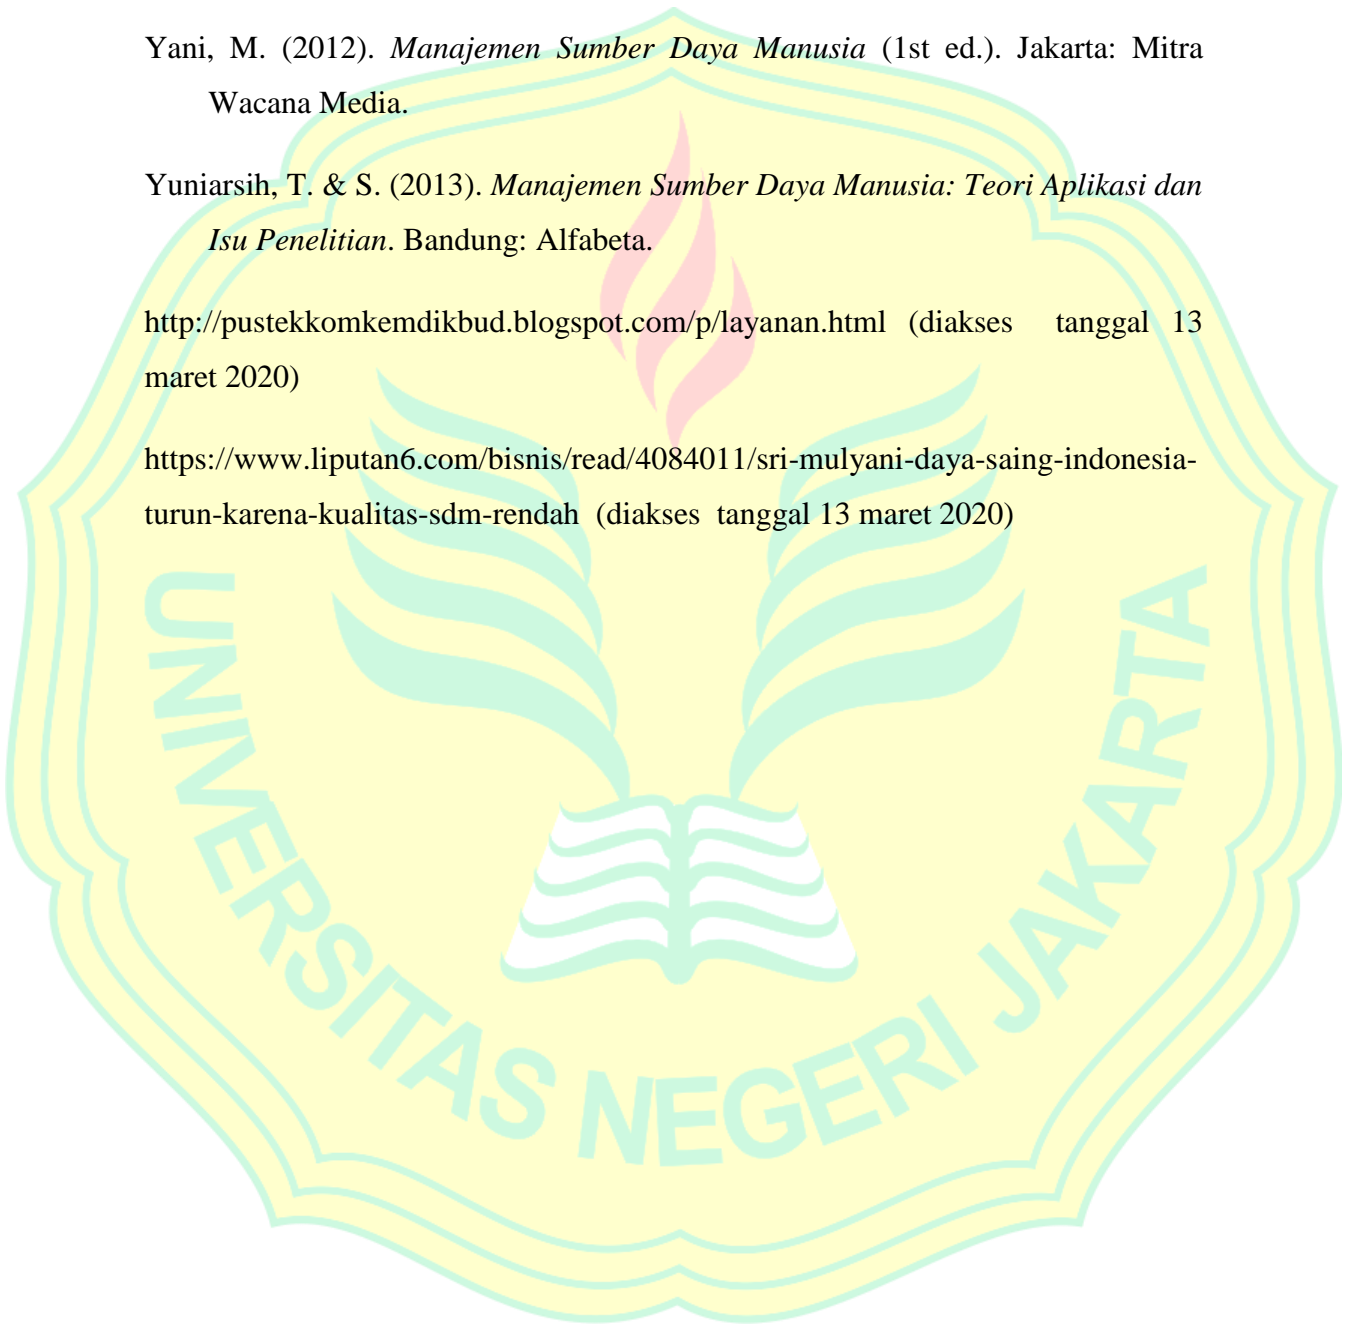 Yani, M. (2012). Manajemen Sumber Daya Manusia (1st ed.). Jakarta: Mitra
Wacana Media.
Yuniarsih, T. & S. (2013). Manajemen Sumber Daya Manusia: Teori Aplikasi dan
Isu Penelitian. Bandung: Alfabeta.
http://pustekkomkemdikbud.blogspot.com/p/layanan.html (diakses tanggal 13
maret 2020)
https://www.liputan6.com/bisnis/read/4084011/sri-mulyani-daya-saing-indonesia-
turun-karena-kualitas-sdm-rendah (diakses tanggal 13 maret 2020)
UNIVERSITAS NEGERI JAKARTA